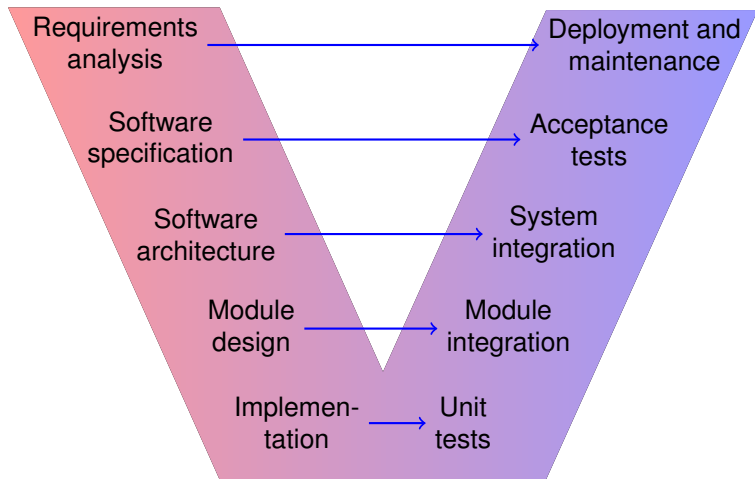 Requirements
analysis
Deployment and
maintenance
Software
specification
Acceptance
tests
Software
architecture
System
integration
Module
design
Module
integration
Implemen-
tation
Unit
tests